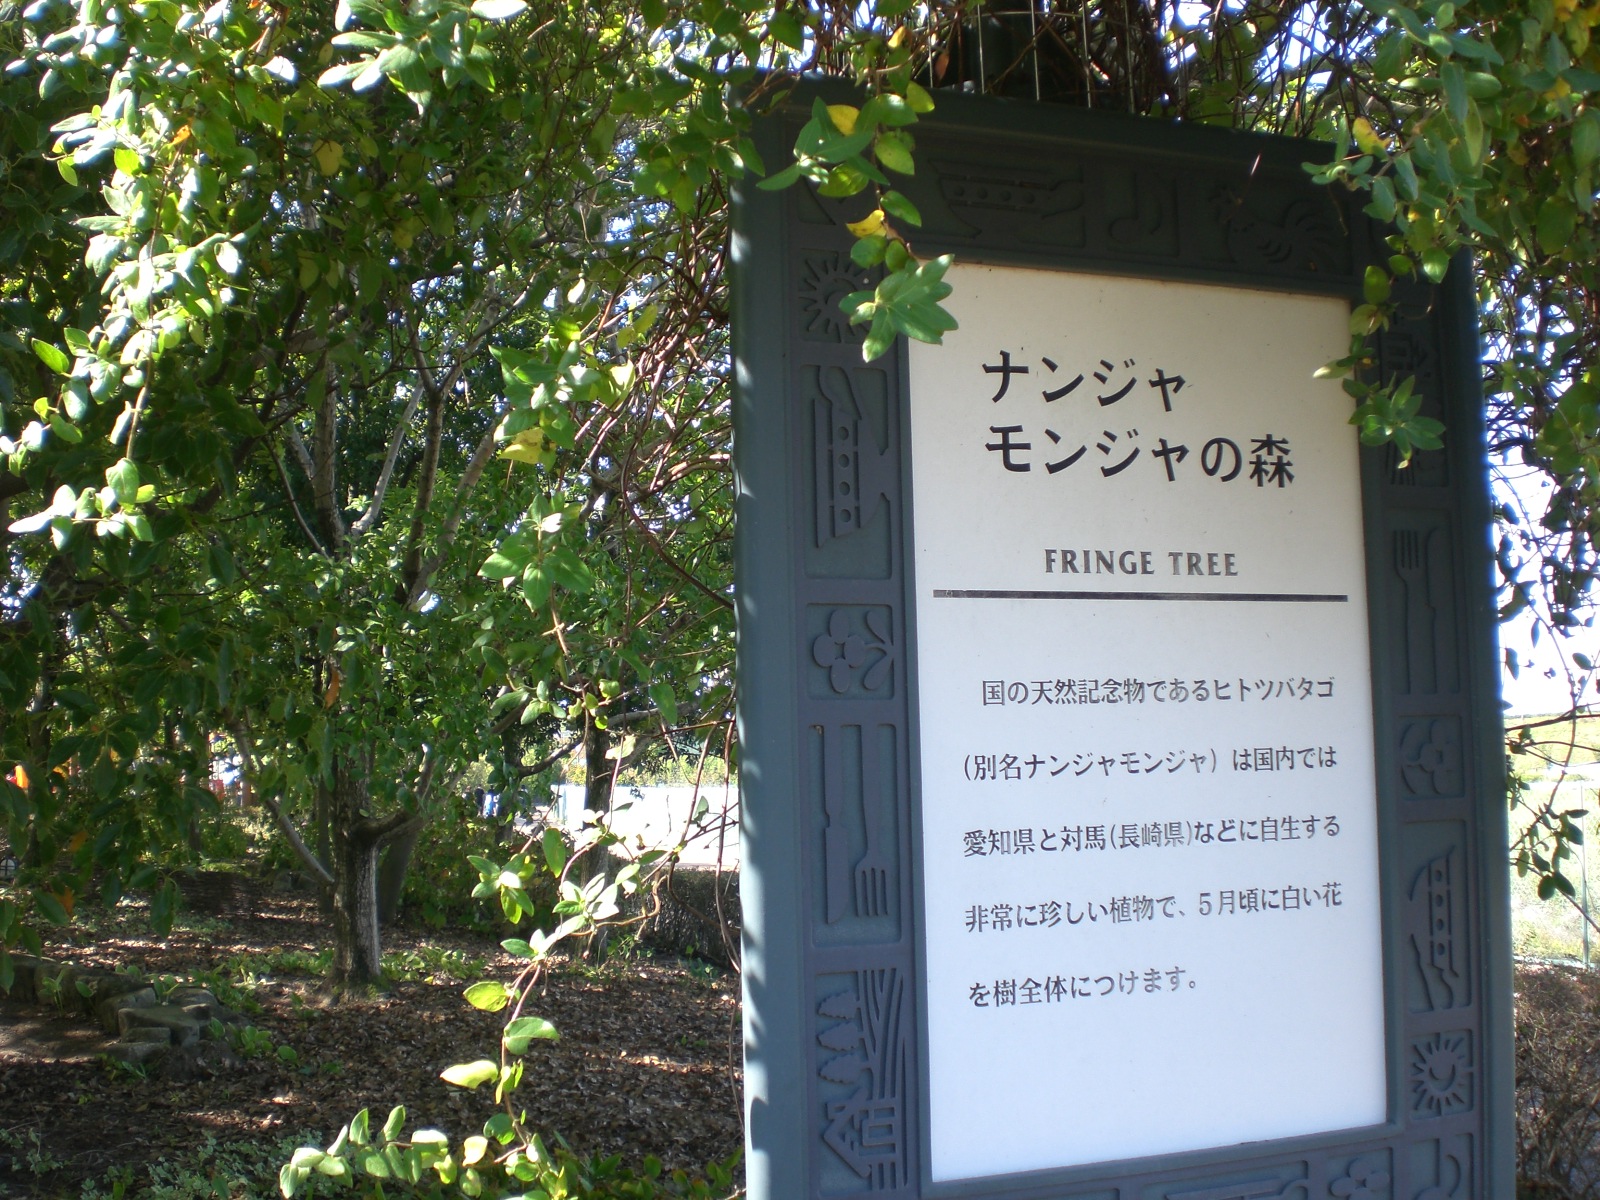 ナンジャ
モンジャの森
FRINGE TREE
国の天然記念物であるヒトツバタゴ
(別名ナンジャモンジャ) は国内では
愛知県と対馬(長崎県)などに自生する
非常に珍しい植物で、5月頃に白い花
を樹全体につけます。